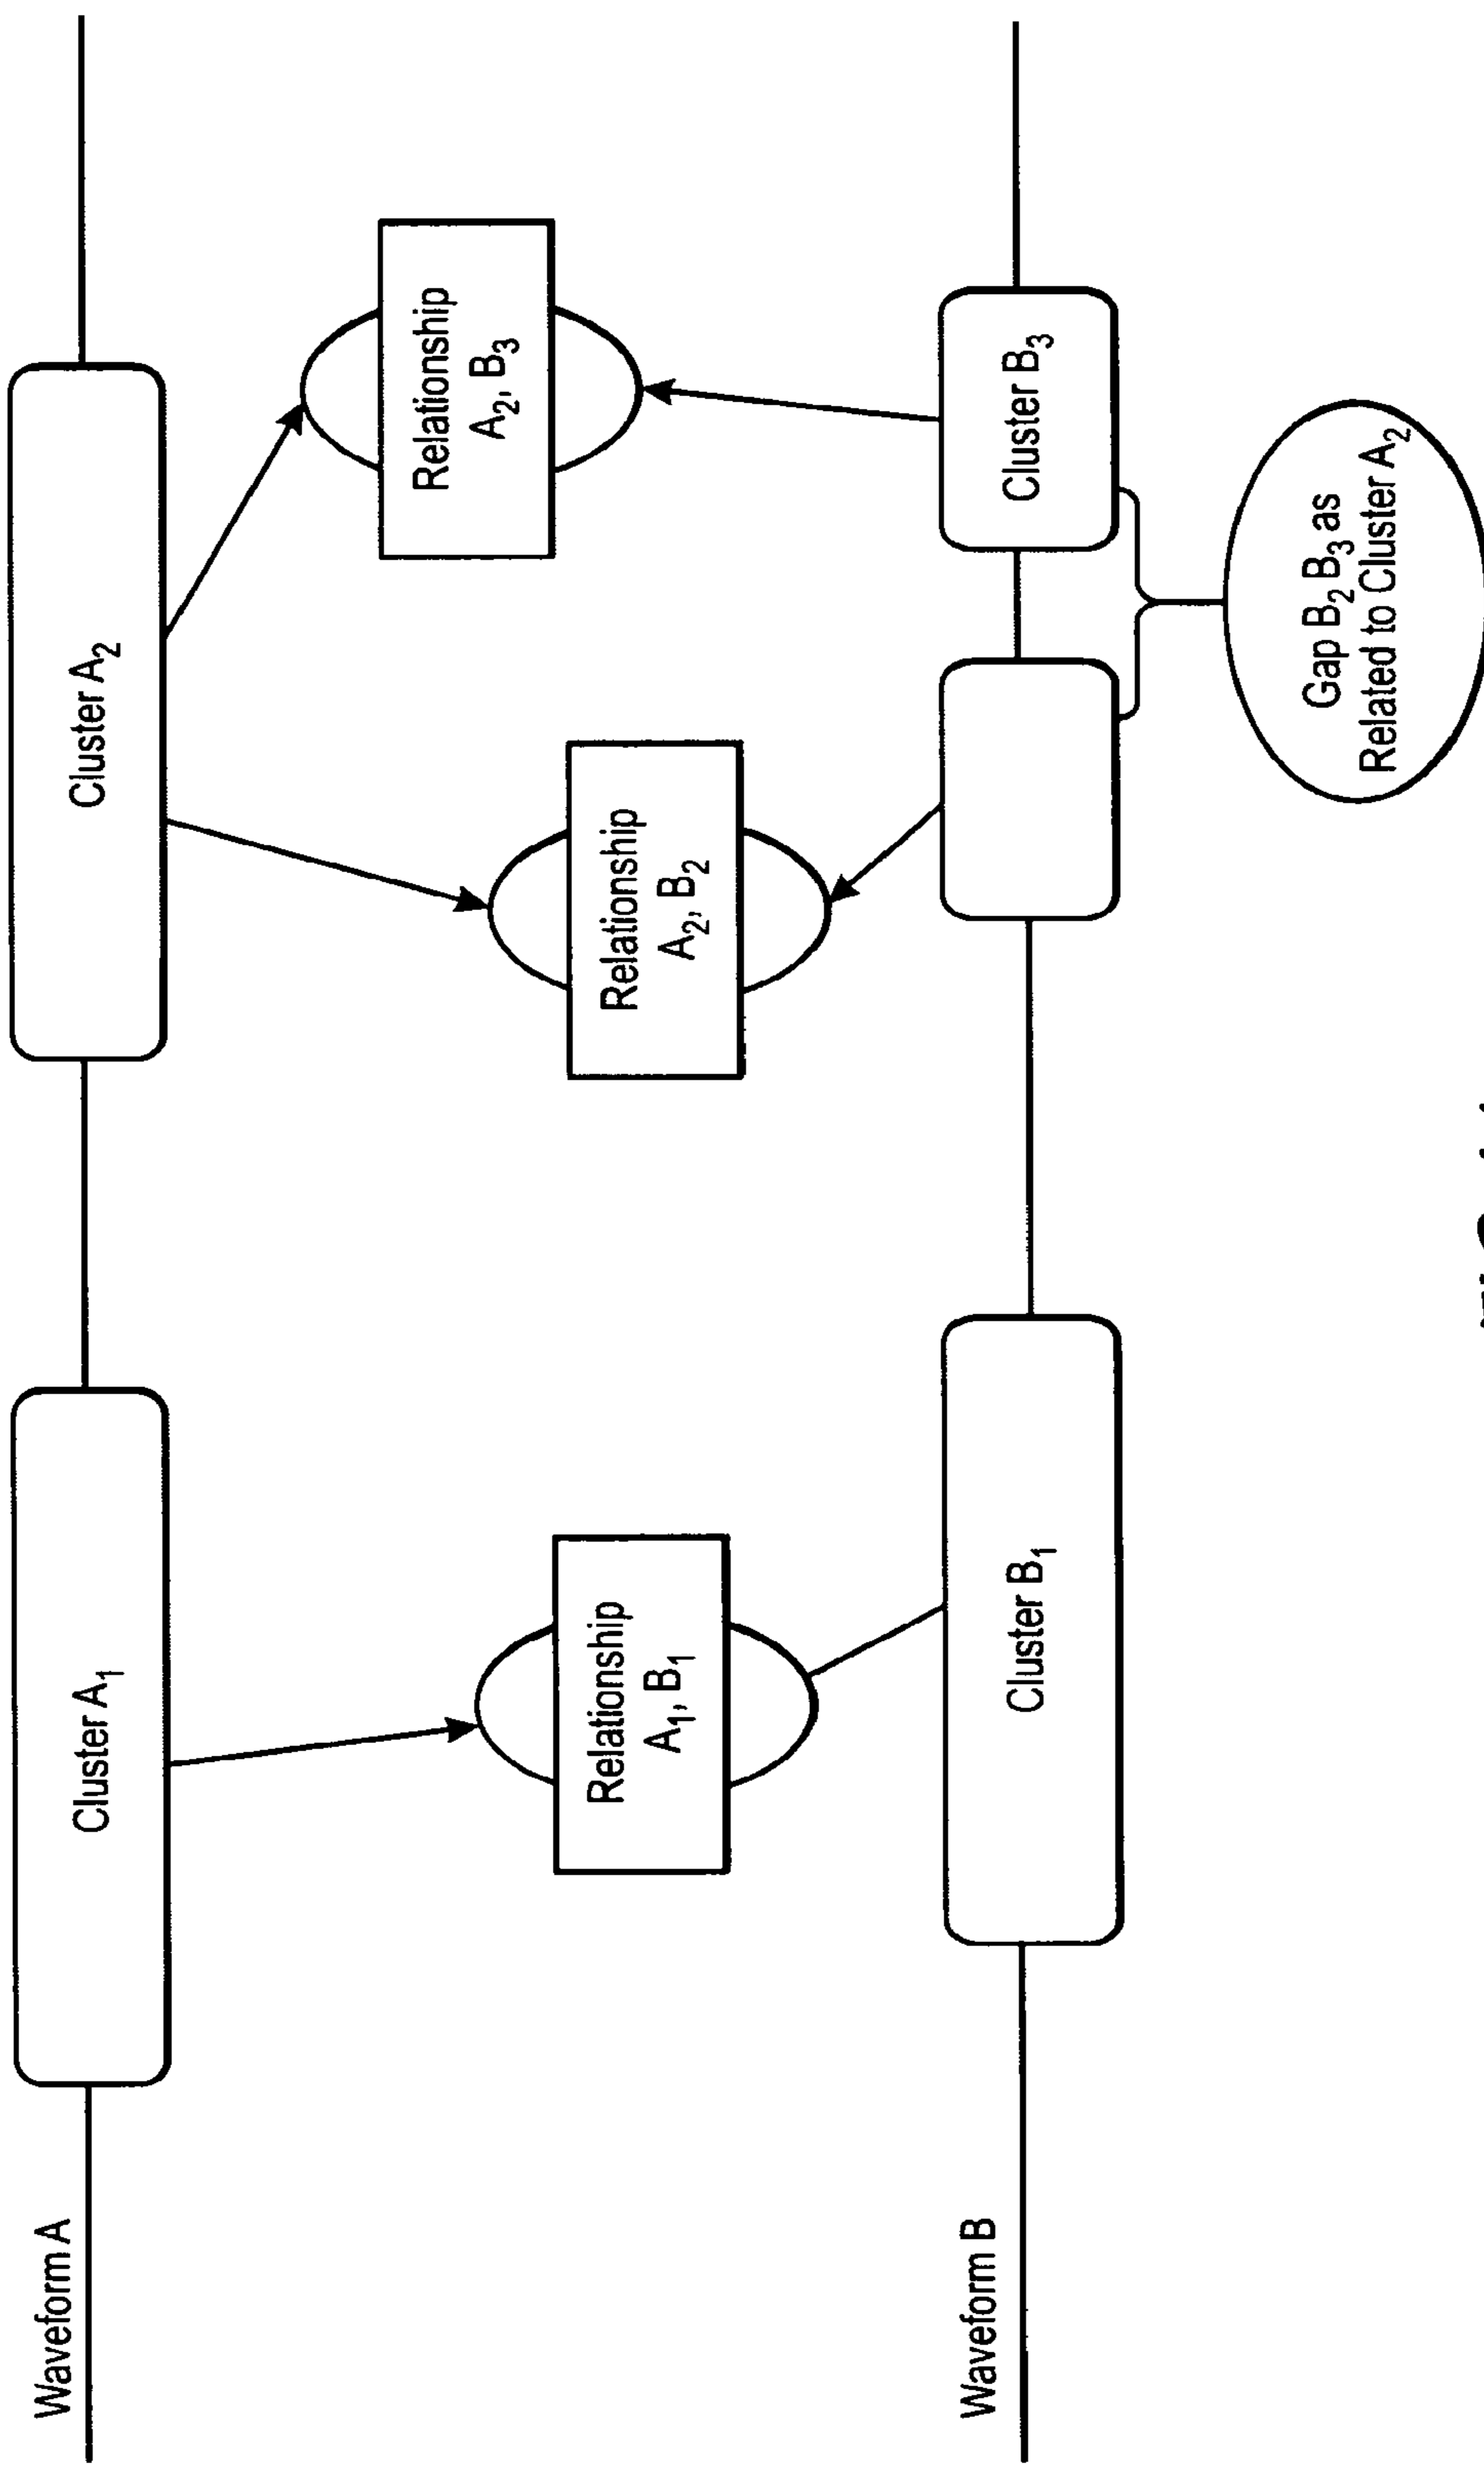 Waveform A
Cluster A₁
Cluster A₂
Relationship
A₁, B₁
Relationship
A₂, B₂
Relationship
A₂, B₃
Waveform B
Cluster B₁
Cluster B₃
Gap B₂ B₃ as
Related to Cluster A₂